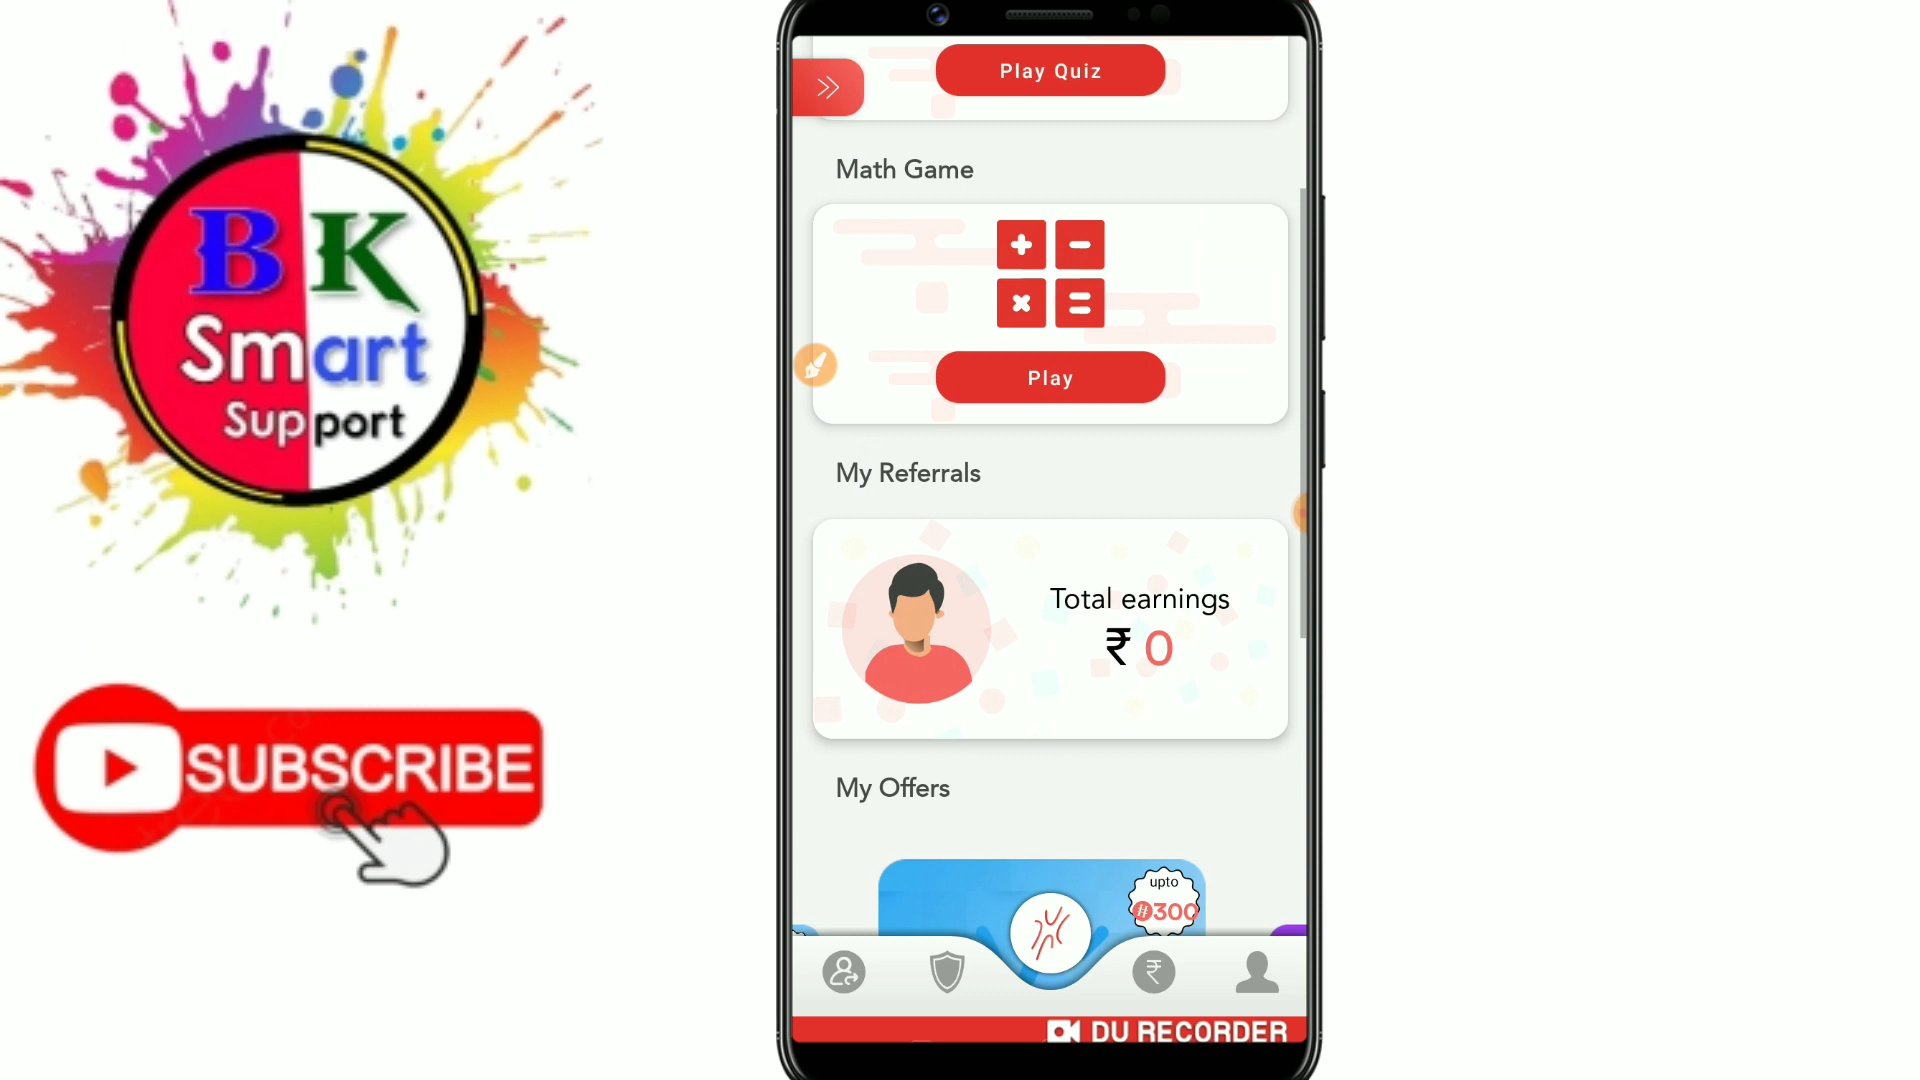 B K
Smart
Support
SUBSCRIBE
Play Quiz
Math Game
Play
My Referrals
Total earnings
₹ 0
My Offers
upto
300
DU RECORDER